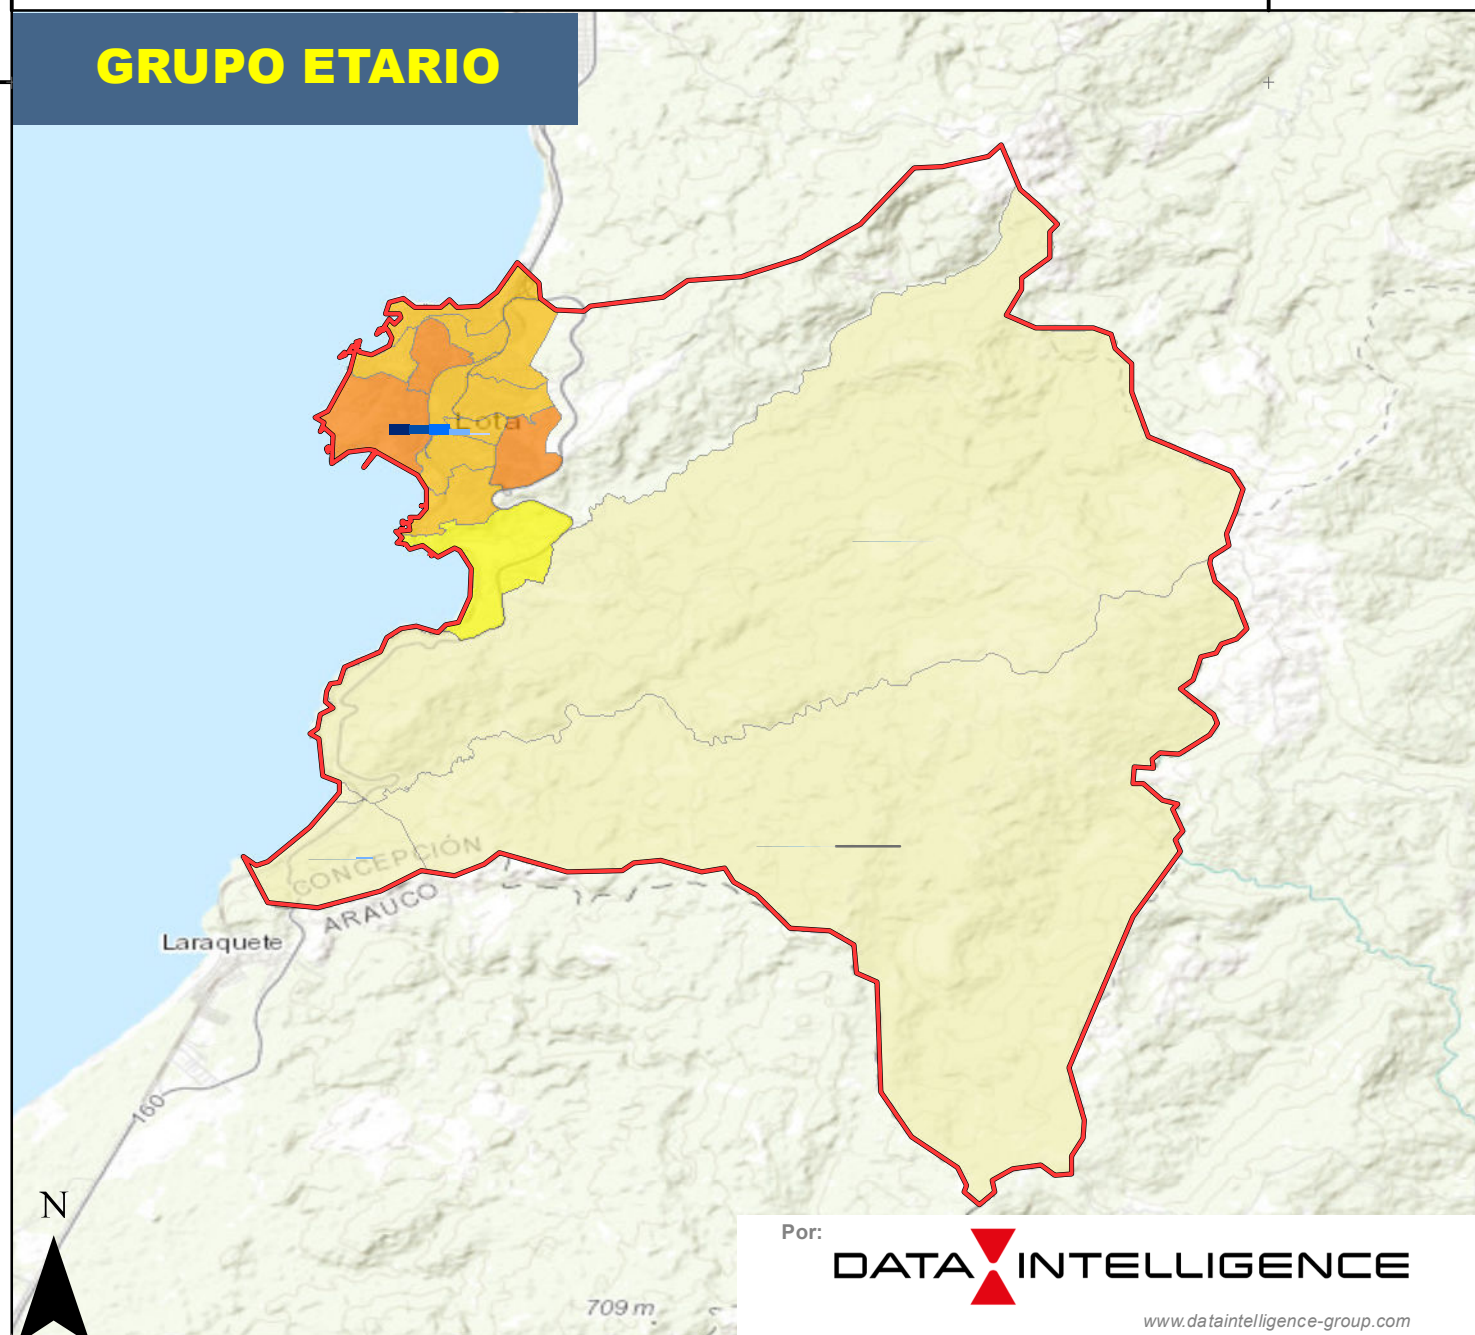 GRUPO ETARIO
Lota
CONCEPCIÓN
ARAUCO
Laraquete
160
N
709 m
Por:
DATA INTELLIGENCE
www.dataintelligence-group.com